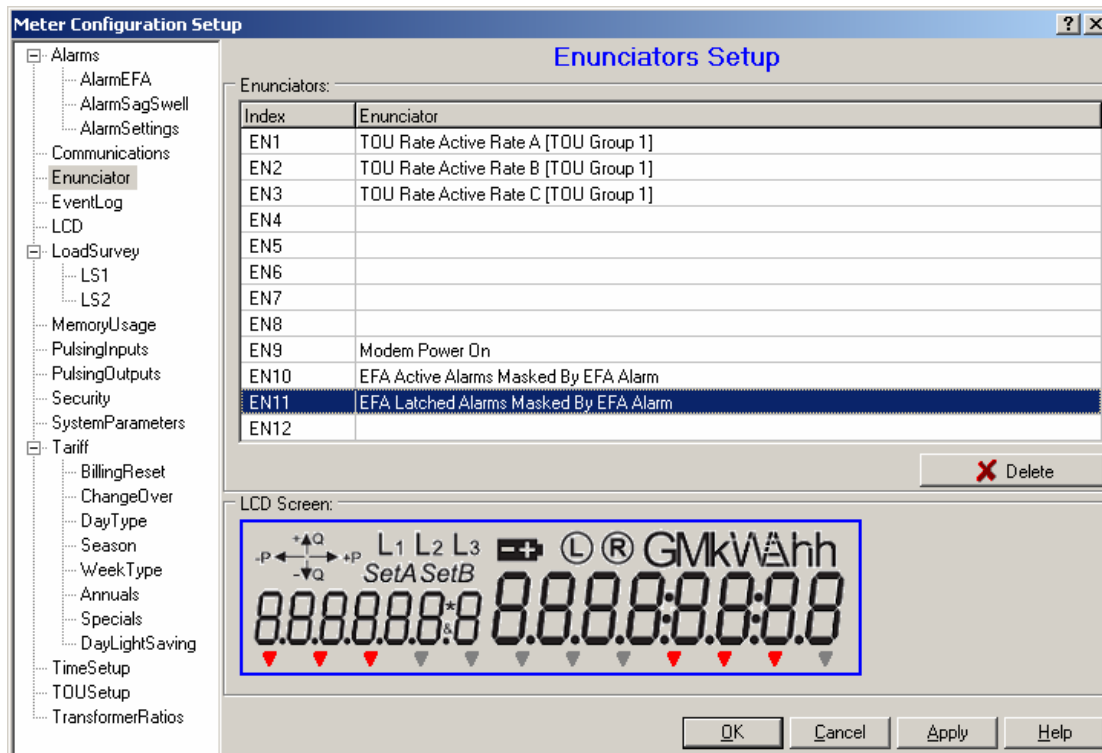 Meter Configuration Setup
Alarms
AlarmEFA
AlarmSagSwell
AlarmSettings
Communications
Enunciator
EventLog
LCD
LoadSurvey
LS1
LS2
MemoryUsage
PulsingInputs
PulsingOutputs
Security
SystemParameters
Tariff
BillingReset
ChangeOver
DayType
Season
WeekType
Annuals
Specials
DayLightSaving
TimeSetup
TOUSetup
TransformerRatios
Enunciators Setup
Enunciators:
Index Enunciator
EN1 TOU Rate Active Rate A [TOU Group 1]
EN2 TOU Rate Active Rate B [TOU Group 1]
EN3 TOU Rate Active Rate C [TOU Group 1]
EN4
EN5
EN6
EN7
EN8
EN9 Modem Power On
EN10 EFA Active Alarms Masked By EFA Alarm
EN11 EFA Latched Alarms Masked By EFA Alarm
EN12
Delete
LCD Screen:
+Q
-P +P L1 L2 L3 L R GMkWAhh
-Q SetA SetB
8.8.8.8.8.8*&8 8.8.8.8:8.8:8.8
OK Cancel Apply Help